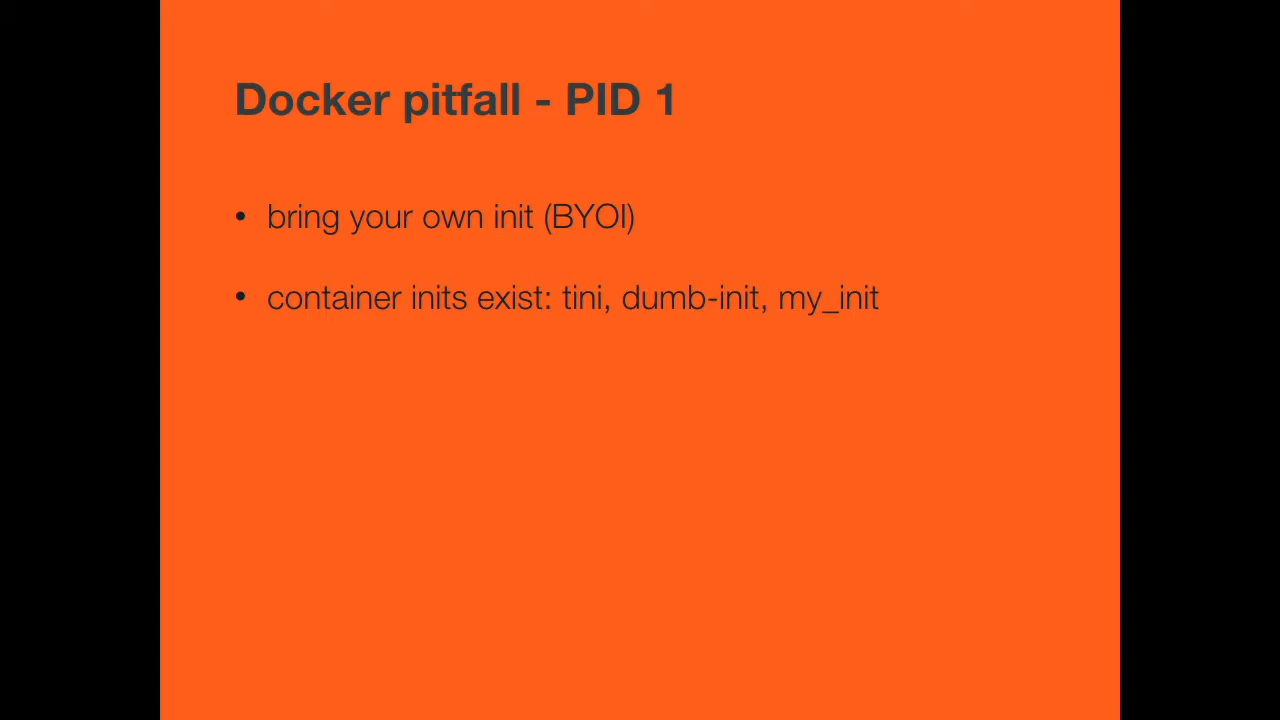 Docker pitfall - PID 1
• bring your own init (BYOI)
• container inits exist: tini, dumb-init, my_init